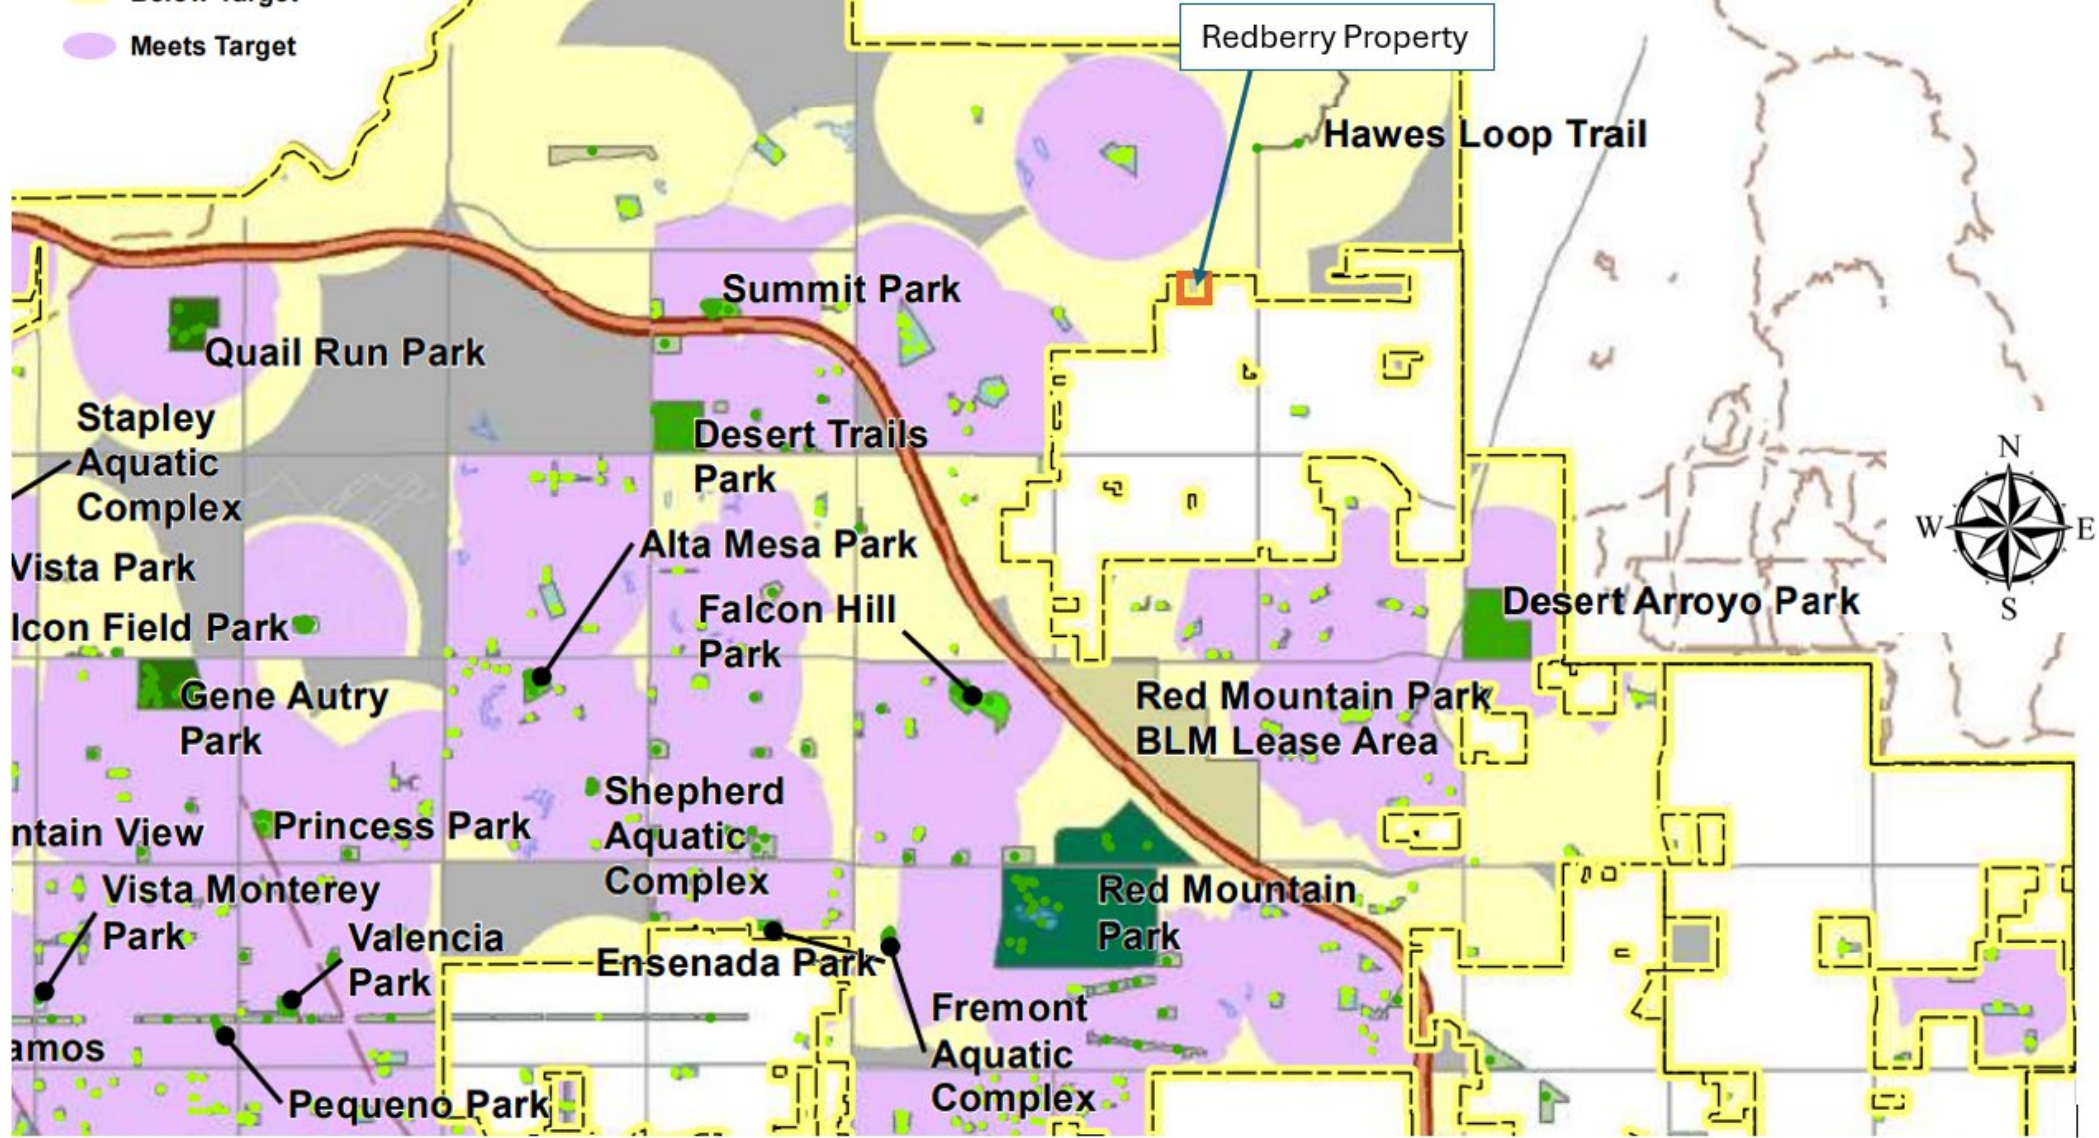 Below Target
Meets Target
Redberry Property
Hawes Loop Trail
Summit Park
Quail Run Park
Stapley
Aquatic
Complex
Desert Trails
Park
N
W
E
S
Alta Mesa Park
Vista Park
Falcon Hill
Park
lcon Field Park
Desert Arroyo Park
Gene Autry
Park
Red Mountain Park
BLM Lease Area
Shepherd
Aquatic
Complex
ntain View
Princess Park
Vista Monterey
Park
Red Mountain
Park
Valencia
Park
Ensenada Park
Fremont
Aquatic
Complex
amos
Pequeno Park